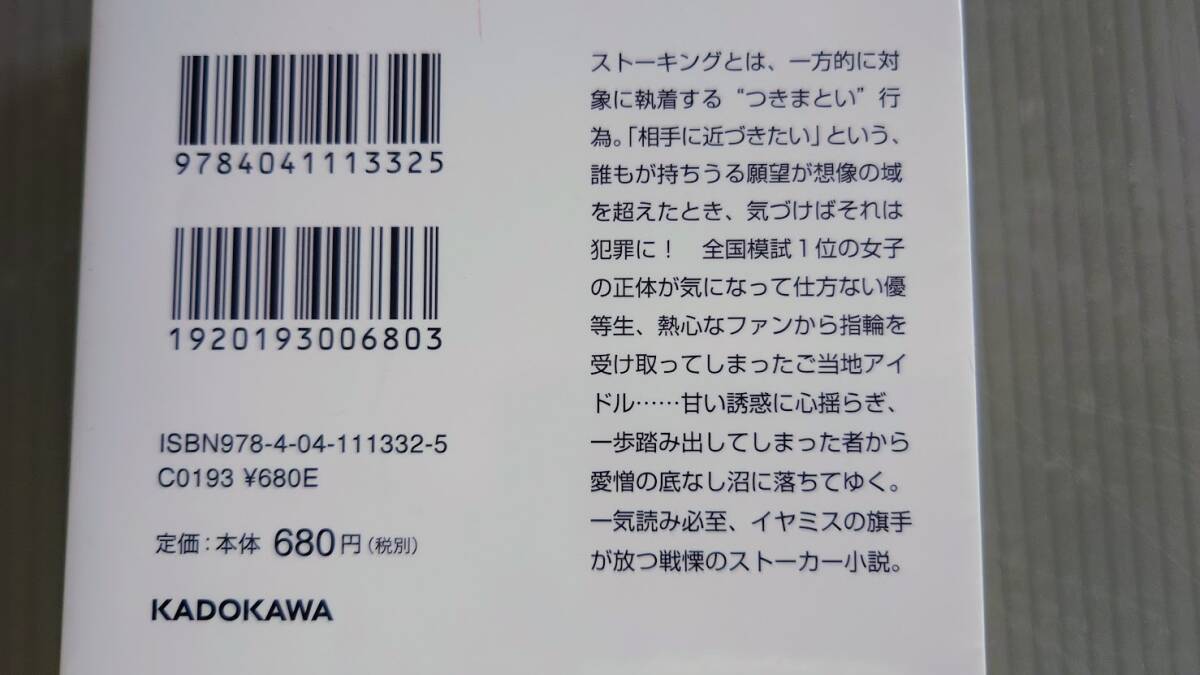 9784041113325
1920193006803
ISBN978-4-04-111332-5
C0193 ¥680E
定価:本体 680円(税別)
KADOKAWA
ストーキングとは、一方的に対
象に執着する“つきまとい”行
為。「相手に近づきたい」という、
誰もが持ちうる願望が想像の域
を超えたとき、気づけばそれは
犯罪に! 全国模試1位の女子
の正体が気になって仕方ない優
等生、熱心なファンから指輪を
受け取ってしまったご当地アイ
ドル……甘い誘惑に心揺らぎ、
一歩踏み出してしまった者から
愛憎の底なし沼に落ちてゆく。
一気読み必至、イヤミスの旗手
が放つ戦慄のストーカー小説。